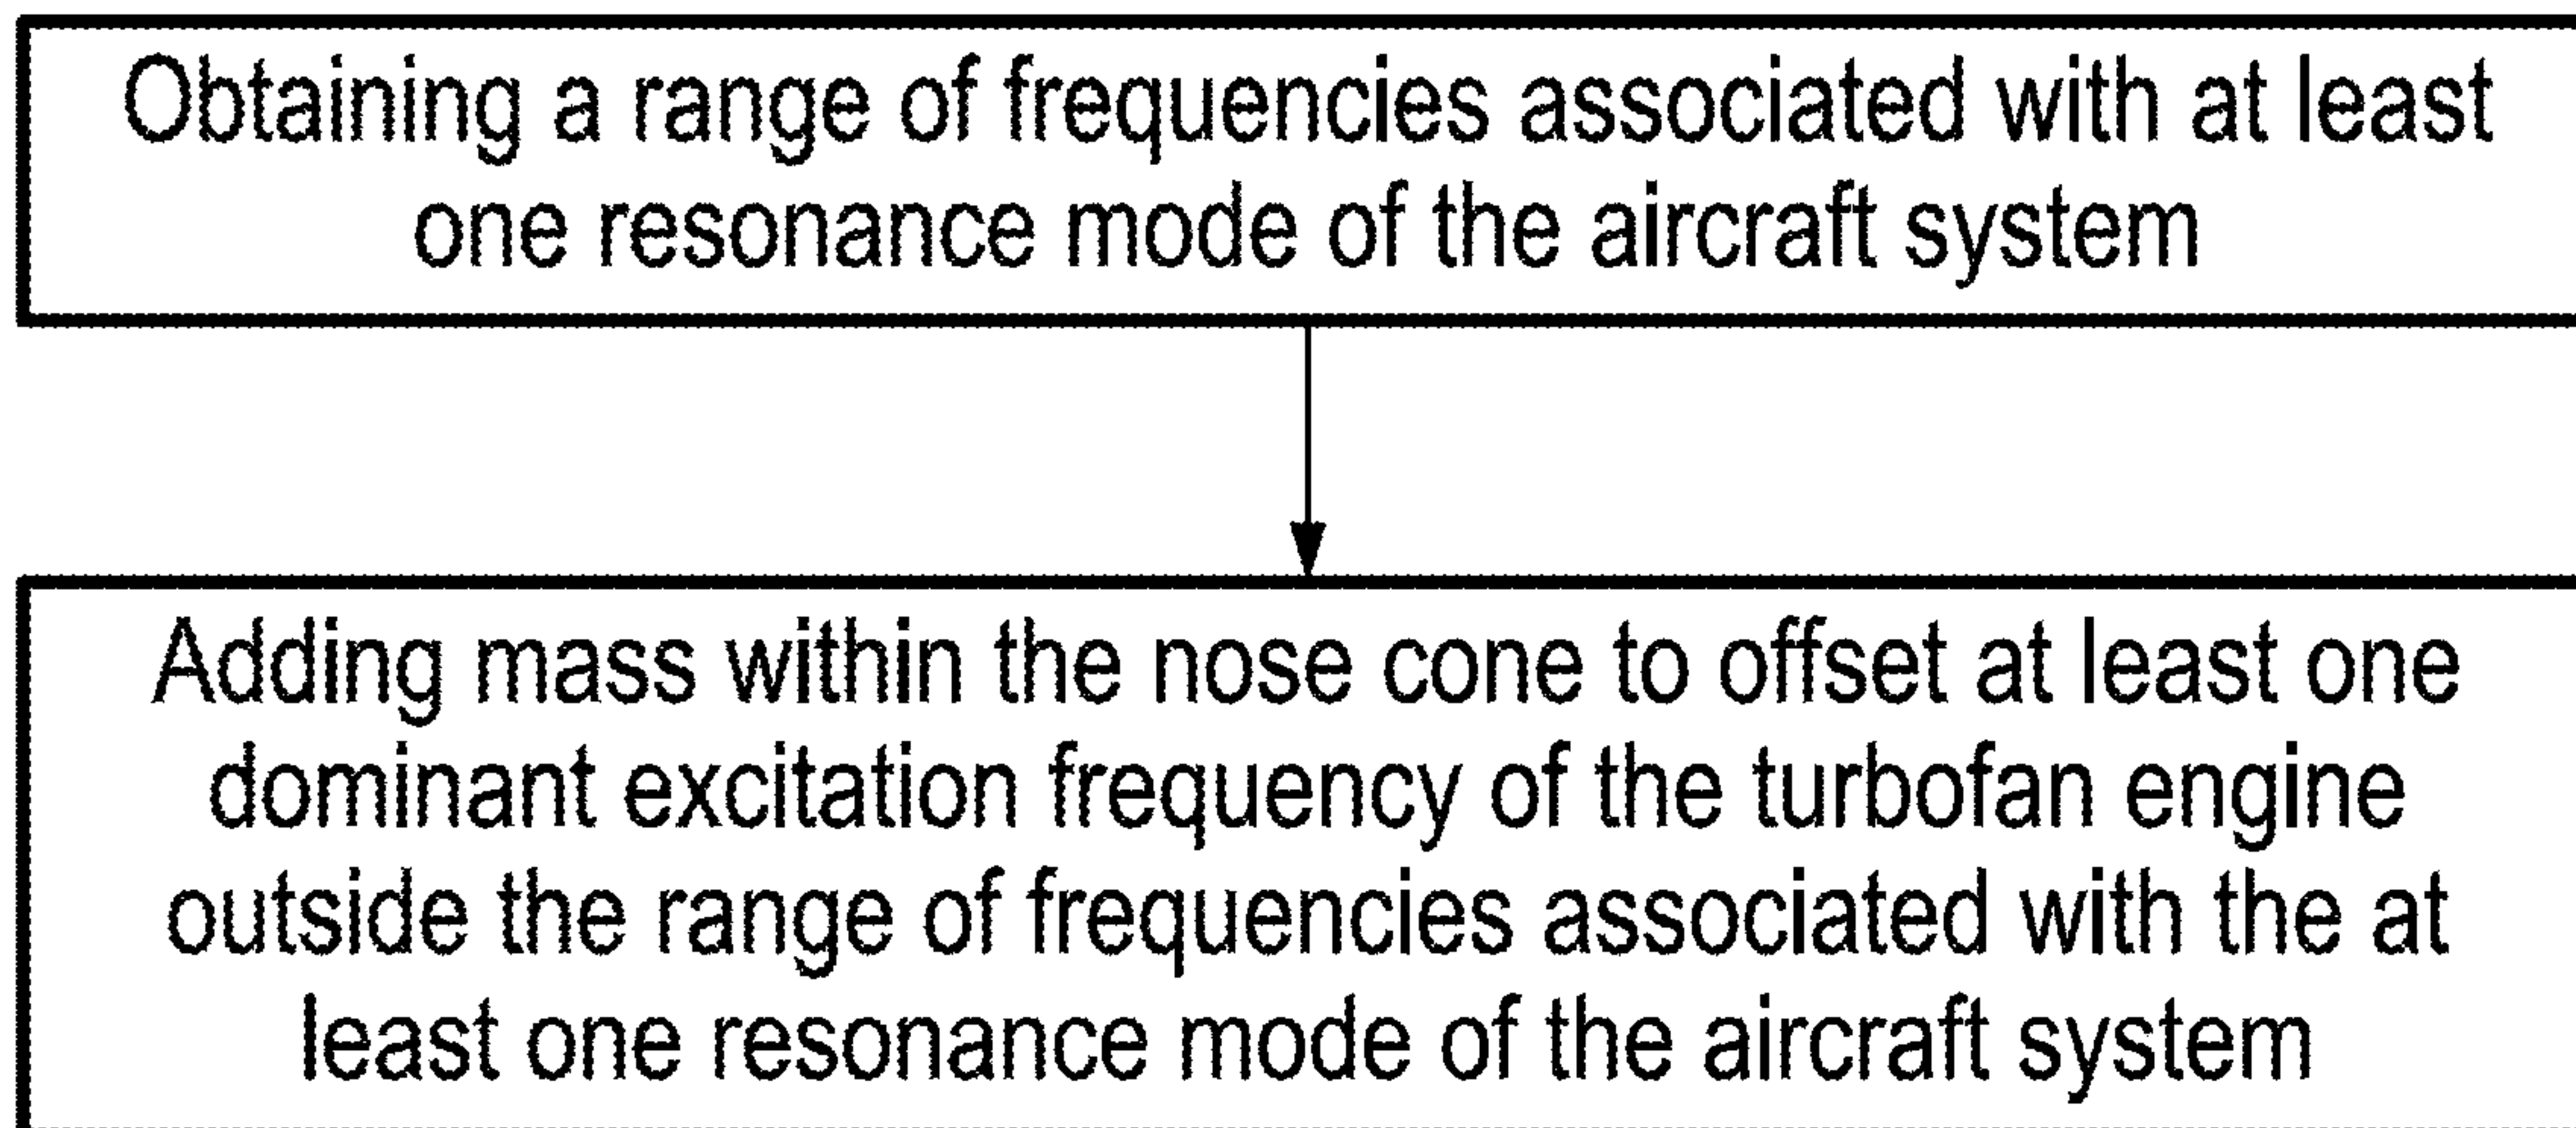 Obtaining a range of frequencies associated with at least
one resonance mode of the aircraft system
Adding mass within the nose cone to offset at least one
dominant excitation frequency of the turbofan engine
outside the range of frequencies associated with the at
least one resonance mode of the aircraft system